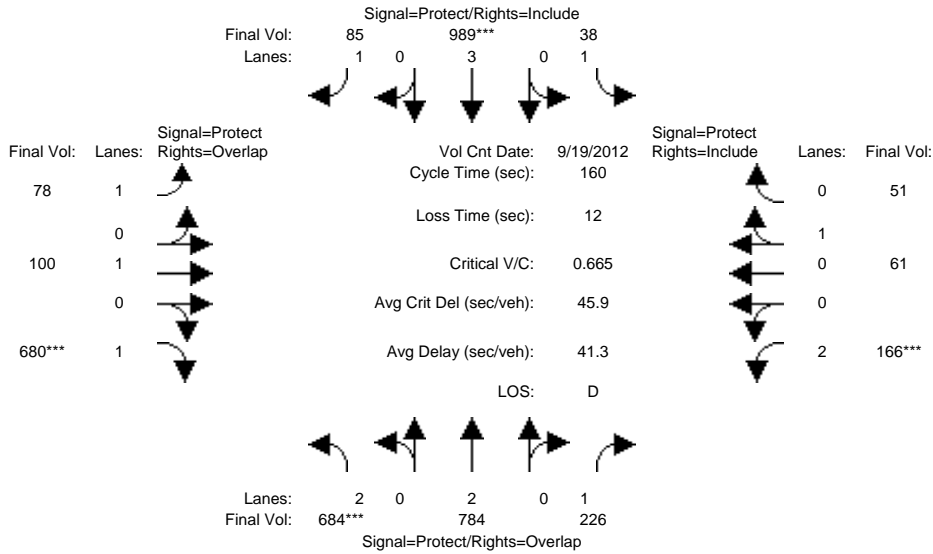 Signal=Protect/Rights=Include
Final Vol: 85 989*** 38
Lanes: 1 0 3 0 1
Signal=Protect Signal=Protect
Final Vol: Lanes: Rights=Overlap Vol Cnt Date: 9/19/2012 Rights=Include Lanes: Final Vol:
Cycle Time (sec): 160
78 1 0 51
Loss Time (sec): 12
0 1
100 1 Critical V/C: 0.665 0 61
0 Avg Crit Del (sec/veh): 45.9 0
680*** 1 Avg Delay (sec/veh): 41.3 2 166***
LOS: D
Lanes: 2 0 2 0 1
Final Vol: 684*** 784 226
Signal=Protect/Rights=Overlap